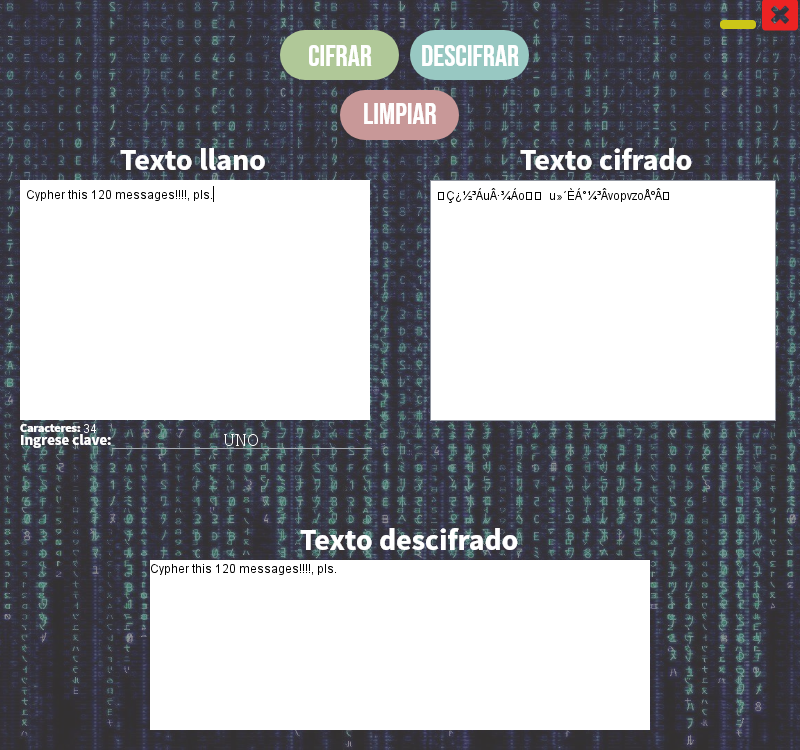 CIFRAR DESCIFRAR
LIMPIAR
Texto llano
Texto cifrado
Cypher this 120 messages!!!!, pls.
□Ç¿½³ÁuÂ·¾Áo□□ u»´ÈÁ°¼³ÂvopvzoÅºÂ□
Caracteres: 34
Ingrese clave: UNO
Texto descifrado
Cypher this 120 messages!!!!, pls.